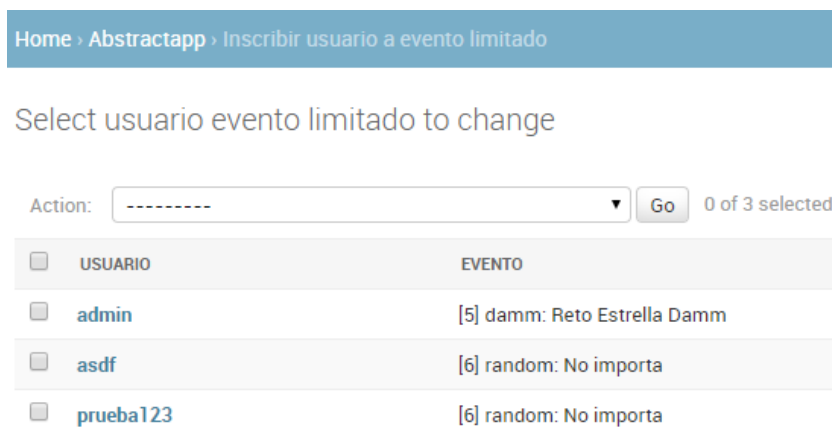 Home › Abstractapp › Inscribir usuario a evento limitado
Select usuario evento limitado to change
Action: --------- Go 0 of 3 selected
USUARIO EVENTO
admin [5] damm: Reto Estrella Damm
asdf [6] random: No importa
prueba123 [6] random: No importa